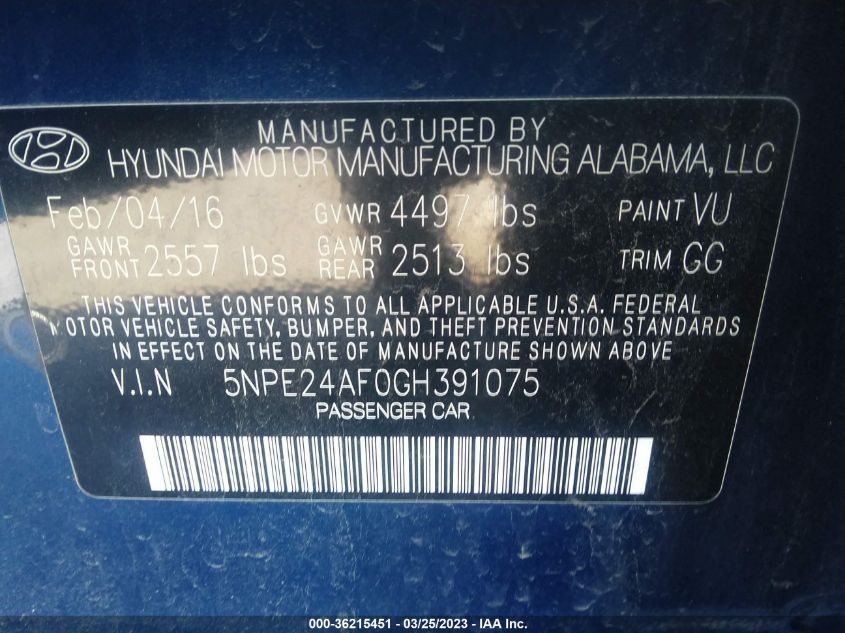 MANUFACTURED BY
HYUNDAI MOTOR MANUFACTURING ALABAMA, LLC
Feb/04/16 GVWR 4497 lbs PAINT VU
GAWR FRONT 2557 lbs GAWR REAR 2513 lbs TRIM GG
THIS VEHICLE CONFORMS TO ALL APPLICABLE U.S.A. FEDERAL
MOTOR VEHICLE SAFETY, BUMPER, AND THEFT PREVENTION STANDARDS
IN EFFECT ON THE DATE OF MANUFACTURE SHOWN ABOVE
V.I.N 5NPE24AF0GH391075
PASSENGER CAR
000-36215451 - 03/25/2023 - IAA Inc.